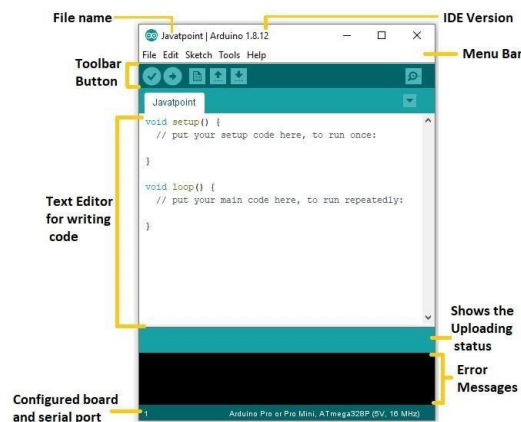 File name
IDE Version
Javatpoint | Arduino 1.8.12
File Edit Sketch Tools Help
Menu Bar
Toolbar
Button
Javatpoint
void setup() {
// put your setup code here, to run once:
}
void loop() {
// put your main code here, to run repeatedly:
}
Text Editor
for writing
code
Shows the
Uploading
status
Error
Messages
Configured board
and serial port
1
Arduino Pro or Pro Mini, ATmega328P (5V, 16 MHz)